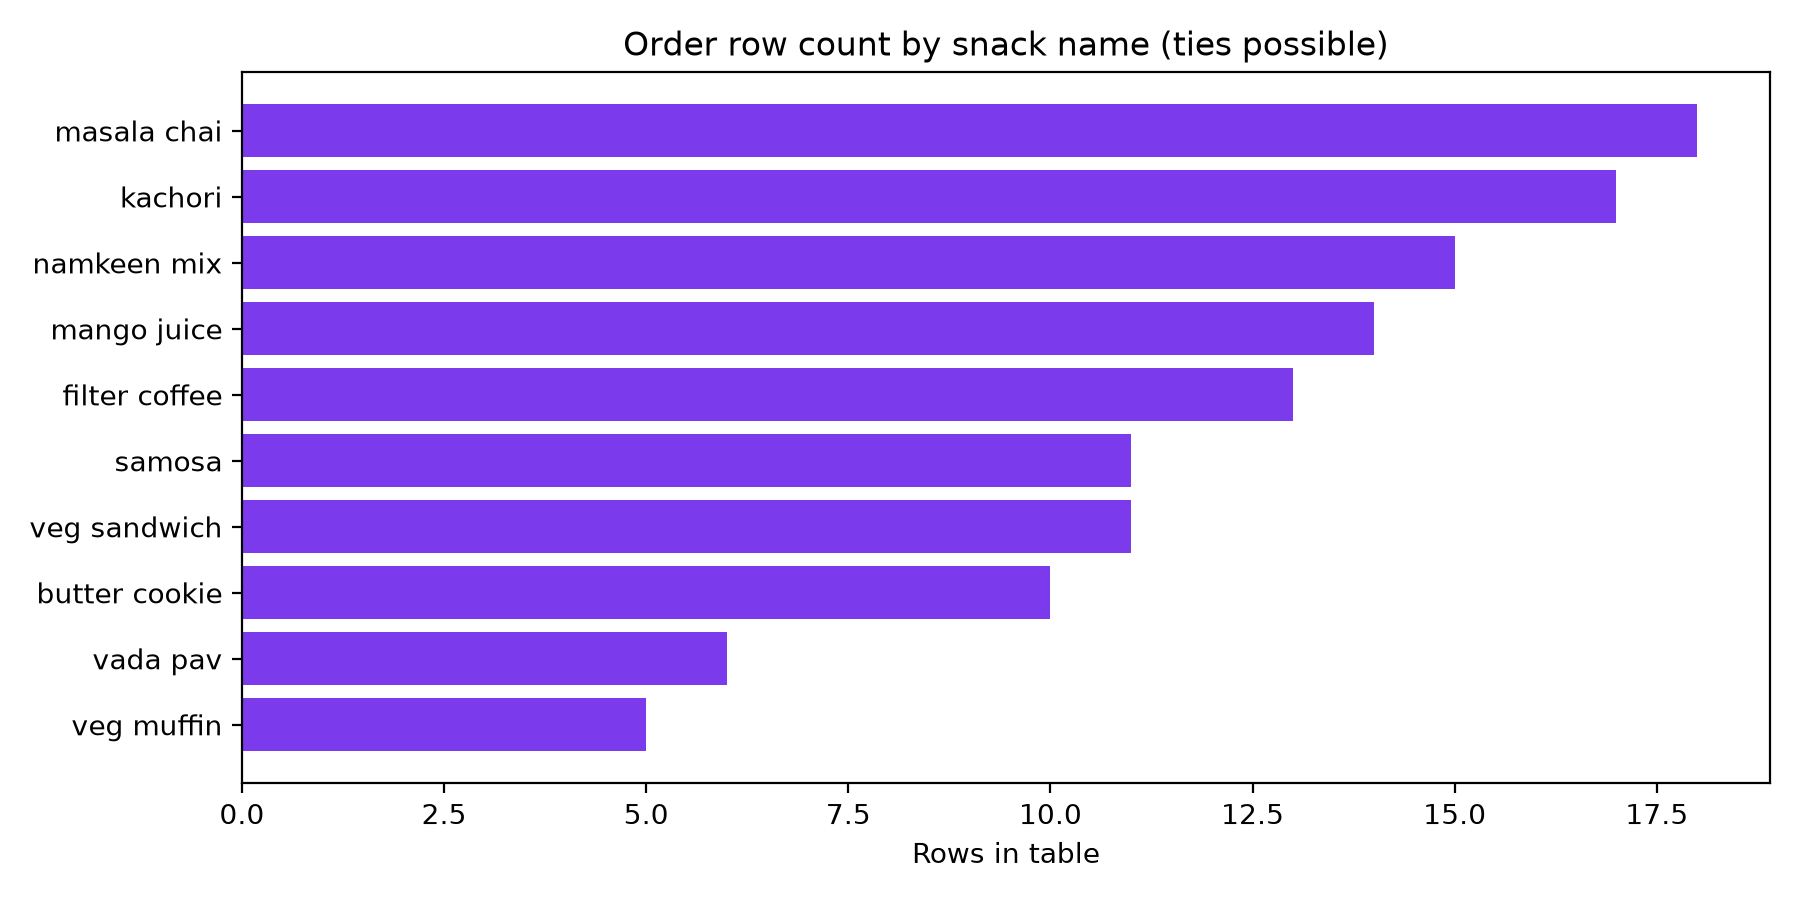 Order row count by snack name (ties possible)
masala chai
kachori
namkeen mix
mango juice
filter coffee
samosa
veg sandwich
butter cookie
vada pav
veg muffin
0.0 2.5 5.0 7.5 10.0 12.5 15.0 17.5
Rows in table